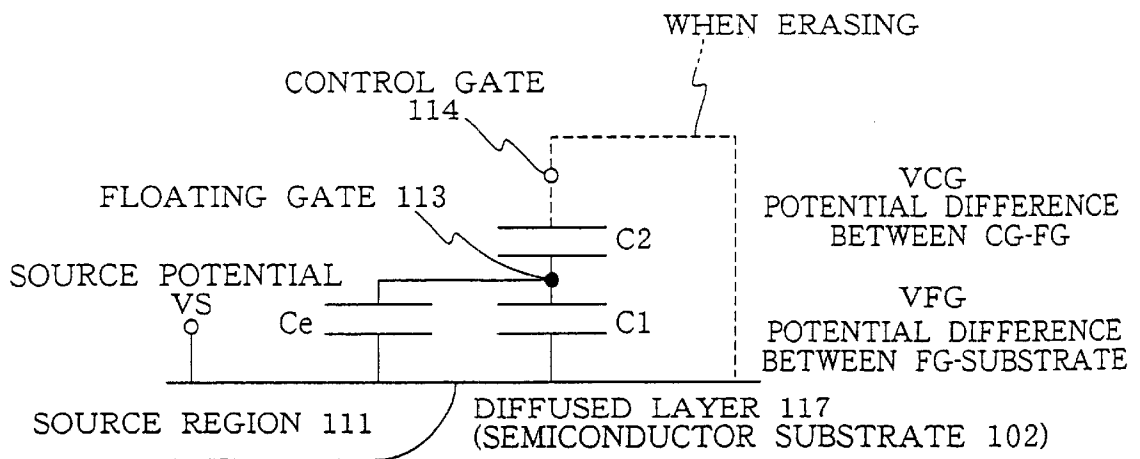 WHEN ERASING
CONTROL GATE
114
FLOATING GATE 113
VCG
POTENTIAL DIFFERENCE
BETWEEN CG-FG
C2
SOURCE POTENTIAL
VS
Ce
C1
VFG
POTENTIAL DIFFERENCE
BETWEEN FG-SUBSTRATE
SOURCE REGION 111
DIFFUSED LAYER 117
(SEMICONDUCTOR SUBSTRATE 102)